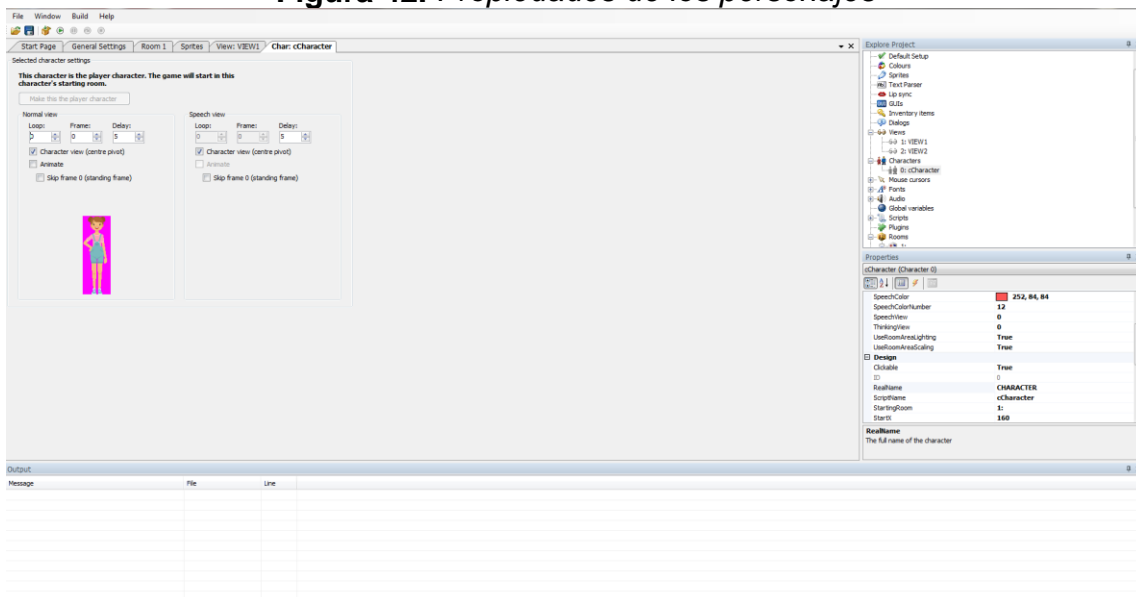 Figura 42. Propiedades de los personajes
File Window Build Help
Start Page General Settings Room 1 Sprites View: VIEW1 Char: cCharacter
Selected character settings
This character is the player character. The game will start in this
character's starting room.
Make this the player character
Normal view
Loop: Frame: Delay:
0 0 5
Character view (centre pivot)
Animate
Skip frame 0 (standing frame)
Speech view
Loop: Frame: Delay:
0 0 5
Character view (centre pivot)
Animate
Skip frame 0 (standing frame)
Explore Project
Default Setup
Colours
Sprites
Text Parser
Lip sync
GUIs
Inventory items
Dialogs
Views
1: VIEW1
2: VIEW2
Characters
0: cCharacter
Mouse cursors
Fonts
Audio
Global variables
Scripts
Plugins
Rooms
Properties
cCharacter (Character 0)
SpeechColor 252, 84, 84
SpeechColorNumber 12
SpeechView 0
ThinkingView 0
UseRoomAreaLighting True
UseRoomAreaScaling True
Design
Clickable True
ID 0
RealName CHARACTER
ScriptName cCharacter
StartingRoom 1:
StartX 160
RealName
The full name of the character
Output
Message File Line